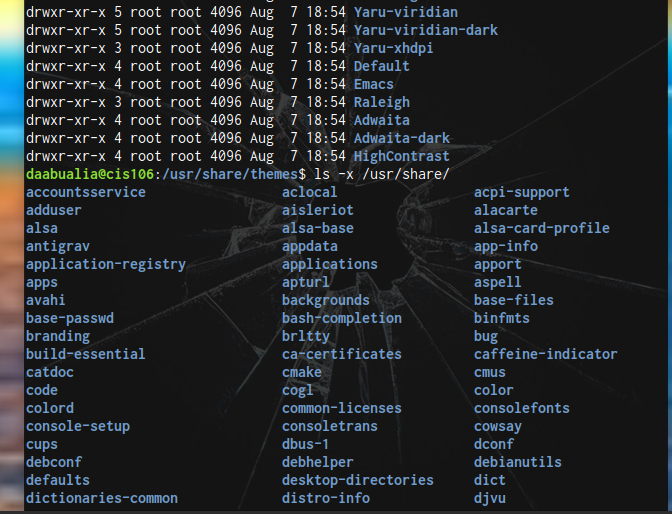 drwxr-xr-x 5 root root 4096 Aug  7 18:54 Yaru-viridian
drwxr-xr-x 5 root root 4096 Aug  7 18:54 Yaru-viridian-dark
drwxr-xr-x 3 root root 4096 Aug  7 18:54 Yaru-xhdpi
drwxr-xr-x 4 root root 4096 Aug  7 18:54 Default
drwxr-xr-x 4 root root 4096 Aug  7 18:54 Emacs
drwxr-xr-x 3 root root 4096 Aug  7 18:54 Raleigh
drwxr-xr-x 4 root root 4096 Aug  7 18:54 Adwaita
drwxr-xr-x 4 root root 4096 Aug  7 18:54 Adwaita-dark
drwxr-xr-x 4 root root 4096 Aug  7 18:54 HighContrast
daabualia@cis106:/usr/share/themes$ ls -x /usr/share/
accountsservice aclocal acpi-support
adduser aisleriot alacarte
alsa alsa-base alsa-card-profile
antigrav appdata app-info
application-registry applications apport
apps apturl aspell
avahi backgrounds base-files
base-passwd bash-completion binfmts
branding brltty bug
build-essential ca-certificates caffeine-indicator
catdoc cmake cmus
code cogl color
colord common-licenses consolefonts
console-setup consoletrans cowsay
cups dbus-1 dconf
debconf debhelper debianutils
defaults desktop-directories dict
dictionaries-common distro-info djvu